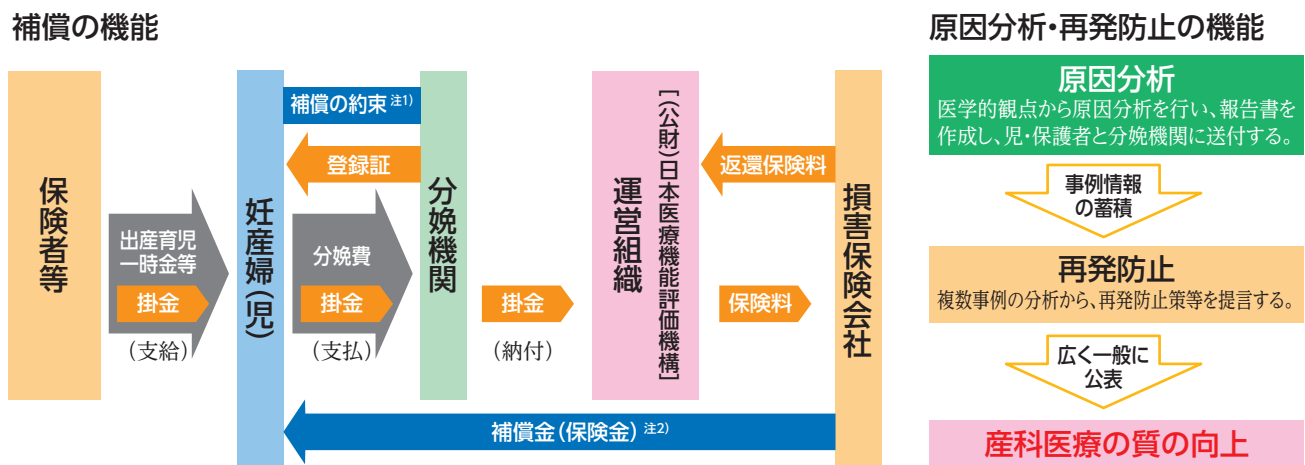 補償の機能
保険者等
出産育児
一時金等
掛金
（支給）
妊産婦（児）
補償の約束 注1)
登録証
分娩費
掛金
（支払）
分娩機関
掛金
（納付）
運営組織
［（公財）日本医療機能評価機構］
返還保険料
保険料
損害保険会社
補償金（保険金） 注2)
原因分析・再発防止の機能
原因分析
医学的観点から原因分析を行い、報告書を
作成し、児・保護者と分娩機関に送付する。
事例情報
の蓄積
再発防止
複数事例の分析から、再発防止策等を提言する。
広く一般に
公表
産科医療の質の向上